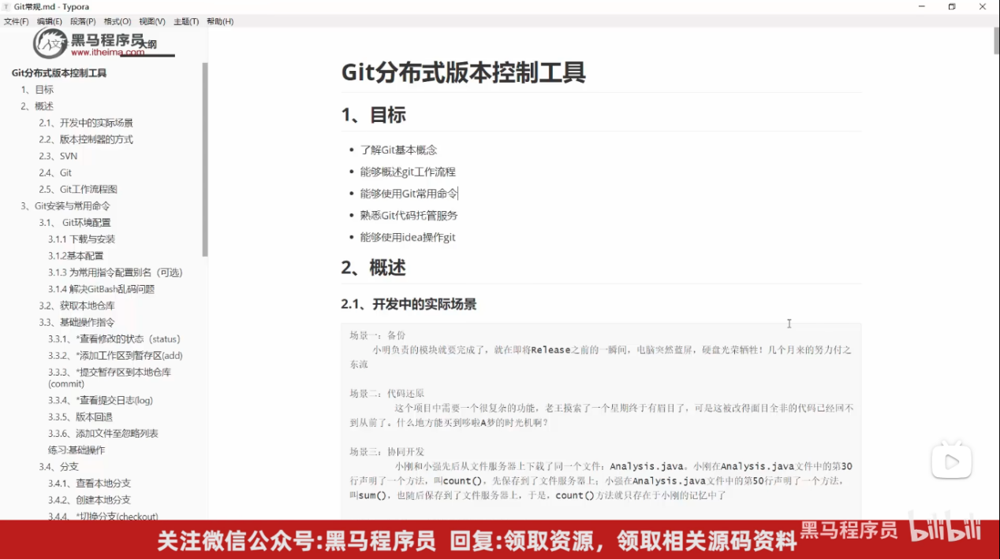 Git常规.md - Typora
文件(F) 编辑(E) 段落(P) 格式(O) 视图(V) 主题(T) 帮助(H)
黑马程序员
www.itheima.com
大纲
Git分布式版本控制工具
1、目标
2、概述
2.1、开发中的实际场景
2.2、版本控制器的方式
2.3、SVN
2.4、Git
2.5、Git工作流程图
3、Git安装与常用命令
3.1、 Git环境配置
3.1.1 下载与安装
3.1.2基本配置
3.1.3 为常用指令配置别名（可选）
3.1.4 解决GitBash乱码问题
3.2、获取本地仓库
3.3、基础操作指令
3.3.1、*查看修改的状态（status）
3.3.2、*添加工作区到暂存区(add)
3.3.3、*提交暂存区到本地仓库
(commit)
3.3.4、*查看提交日志(log)
3.3.5、版本回退
3.3.6、添加文件至忽略列表
练习:基础操作
3.4、分支
3.4.1、查看本地分支
3.4.2、创建本地分支
3.4.4、*切换分支(checkout)
Git分布式版本控制工具
1、目标
了解Git基本概念
能够概述git工作流程
能够使用Git常用命令
熟悉Git代码托管服务
能够使用idea操作git
2、概述
2.1、开发中的实际场景
场景一：备份
小明负责的模块就要完成了，就在即将Release之前的一瞬间，电脑突然蓝屏，硬盘光荣牺牲！几个月来的努力付之
东流
场景二：代码还原
这个项目中需要一个很复杂的功能，老王摸索了一个星期终于有眉目了，可是这被改得面目全非的代码已经回不
到从前了。什么地方能买到哆啦A梦的时光机啊？
场景三：协同开发
小刚和小强先后从文件服务器上下载了同一个文件：Analysis.java。小刚在Analysis.java文件中的第30
行声明了一个方法，叫count()，先保存到了文件服务器上；小强在Analysis.java文件中的第50行声明了一个方法，
叫sum()，也随后保存到了文件服务器上，于是，count()方法就只存在于小刚的记忆中了
关注微信公众号:黑马程序员 回复:领取资源，领取相关源码资料
黑马程序员 bilibili